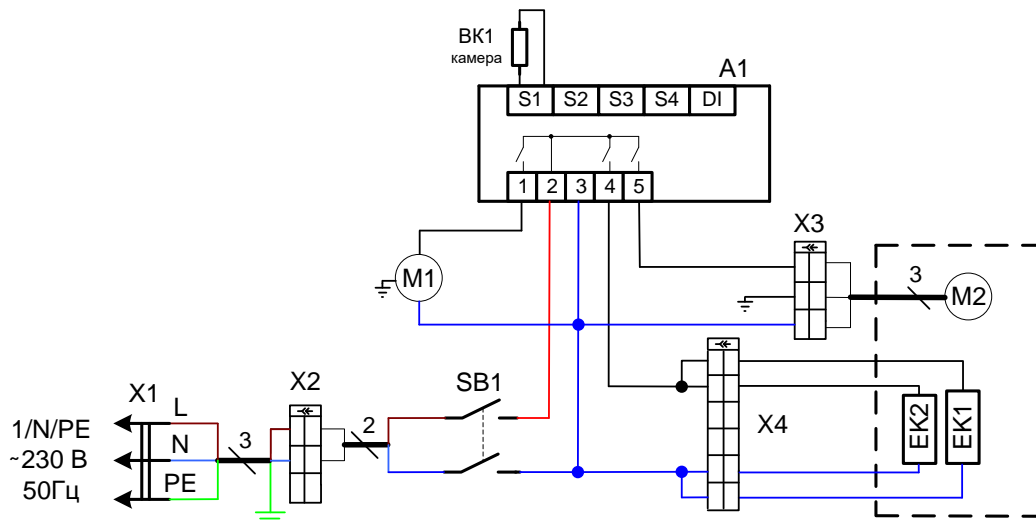 ВК1
камера
A1
S1 S2 S3 S4 DI
1 2 3 4 5
X3
M1
3
M2
SB1
X2
X1
L
1/N/PE
N
3
2
~230 В
PE
50Гц
X4
EK2
EK1